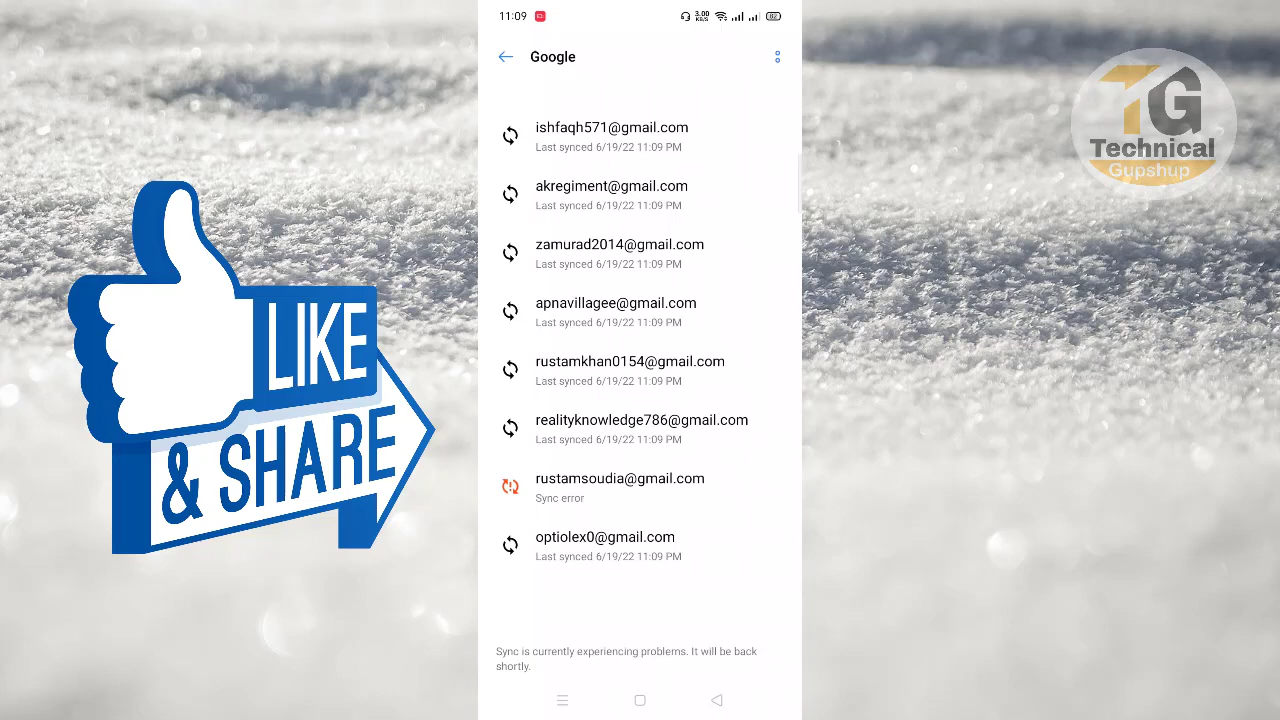 11:09
3.00
KB/S
82
Google
ishfaqh571@gmail.com
Last synced 6/19/22 11:09 PM
akregiment@gmail.com
Last synced 6/19/22 11:09 PM
zamurad2014@gmail.com
Last synced 6/19/22 11:09 PM
apnavillagee@gmail.com
Last synced 6/19/22 11:09 PM
rustamkhan0154@gmail.com
Last synced 6/19/22 11:09 PM
realityknowledge786@gmail.com
Last synced 6/19/22 11:09 PM
rustamsoudia@gmail.com
Sync error
optiolex0@gmail.com
Last synced 6/19/22 11:09 PM
Sync is currently experiencing problems. It will be back
shortly.
LIKE
& SHARE
TG
Technical
Gupshup